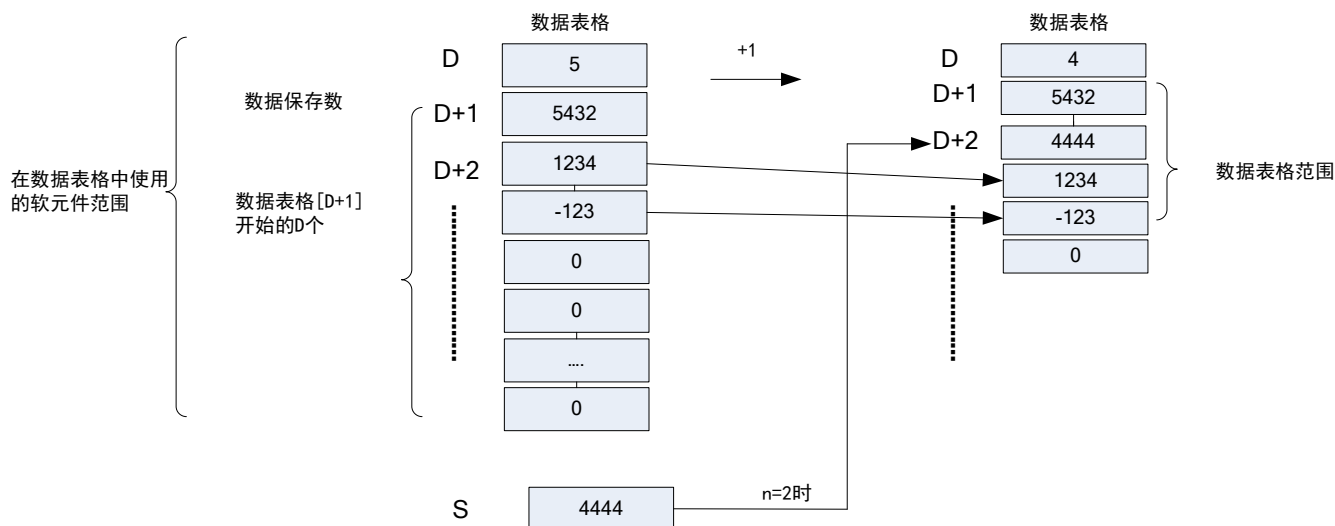 数据表格
D
5
数据保存数
D+1
5432
D+2
1234
在数据表格中使用
的软元件范围
数据表格[D+1]
开始的D个
-123
0
0
....
0
S
4444
n=2时
+1
数据表格
D
4
D+1
5432
D+2
4444
1234
-123
0
数据表格范围